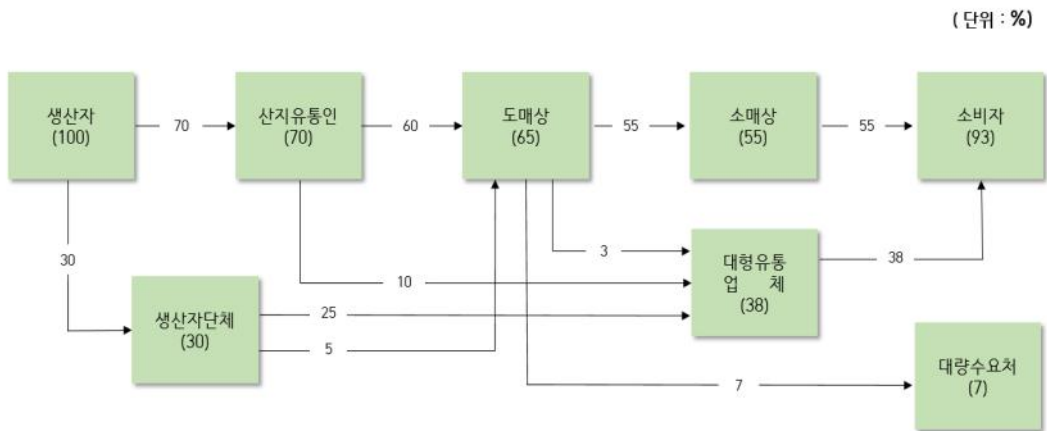 ( 단위 : %)
생산자
(100)
70
산지유통인
(70)
60
도매상
(65)
55
소매상
(55)
55
소비자
(93)
30
3
10
대형유통
업 체
(38)
38
생산자단체
(30)
25
5
7
대량수요처
(7)